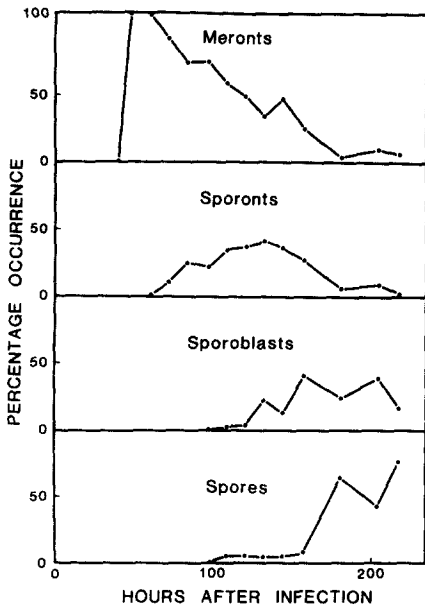 100
Meronts
50
0
Sporonts
50
0
Sporoblasts
50
0
Spores
50
0
0 100 200
HOURS AFTER INFECTION
PERCENTAGE OCCURRENCE